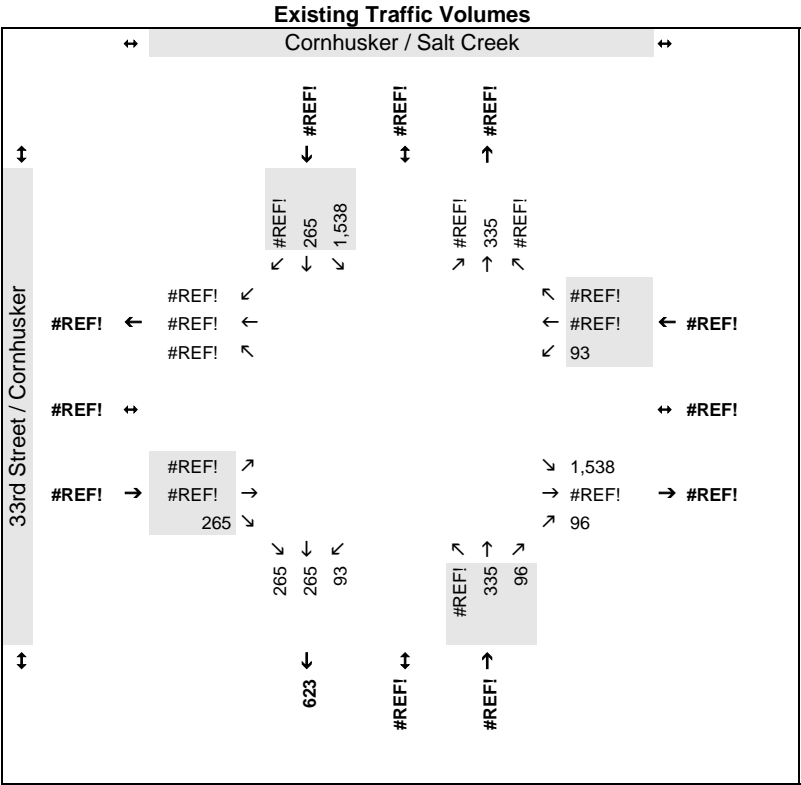 Existing Traffic Volumes
↔ Cornhusker / Salt Creek ↔
#REF! #REF! #REF!
↕ ↓ ↕ ↑
#REF! 265 1,538 #REF! 335 #REF!
↙ ↓ ↘ ↗ ↑ ↖
33rd Street / Cornhusker
#REF! ↙ ↖ #REF!
#REF! ← #REF! ← ← #REF! ← #REF!
#REF! ↖ ↙ 93
#REF! ↔ ↔ #REF!
#REF! ↗ ↘ 1,538
#REF! → #REF! → → #REF! → #REF!
265 ↘ ↗ 96
↘ ↓ ↙ ↖ ↑ ↗
265 265 93 #REF! 335 96
↕ ↓ ↕ ↑
623 #REF! #REF!